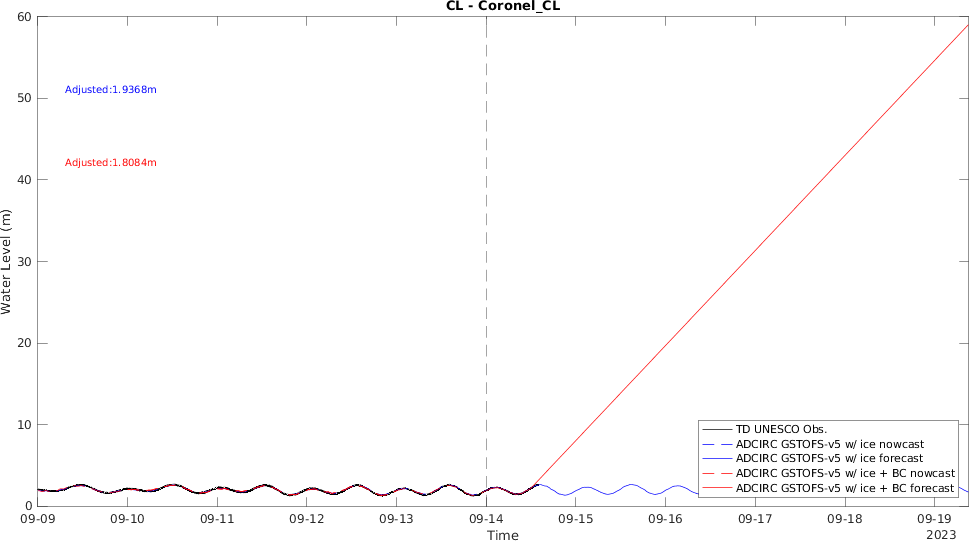 CL - Coronel_CL
60
50
40
30
20
10
0
Water Level (m)
Adjusted:1.9368m
Adjusted:1.8084m
TD UNESCO Obs.
ADCIRC GSTOFS-v5 w/ ice nowcast
ADCIRC GSTOFS-v5 w/ ice forecast
ADCIRC GSTOFS-v5 w/ ice + BC nowcast
ADCIRC GSTOFS-v5 w/ ice + BC forecast
09-09 09-10 09-11 09-12 09-13 09-14 09-15 09-16 09-17 09-18 09-19
2023
Time